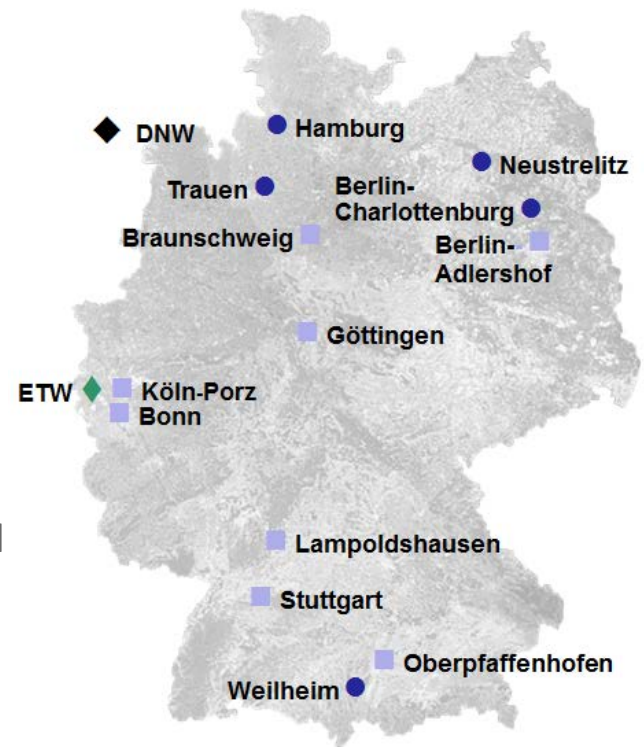 Hamburg
DNW
Neustrelitz
Trauen
Berlin-
Charlottenburg
Braunschweig
Berlin-
Adlershof
Göttingen
ETW
Köln-Porz
Bonn
Lampoldshausen
Stuttgart
Oberpfaffenhofen
Weilheim